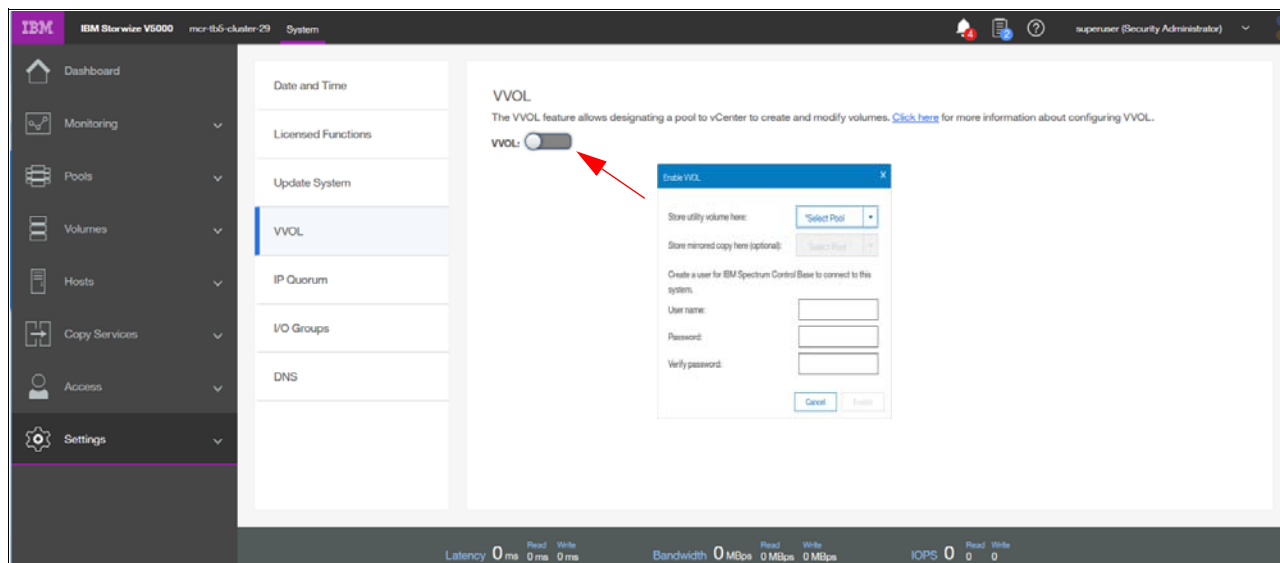 IBM IBM Storwize V5000 mcr-tb5-cluster-29 System 4 2 ? superuser (Security Administrator)
Dashboard
Monitoring
Pools
Volumes
Hosts
Copy Services
Access
Settings
Date and Time
Licensed Functions
Update System
VVOL
IP Quorum
I/O Groups
DNS
VVOL
The VVOL feature allows designating a pool to vCenter to create and modify volumes. Click here for more information about configuring VVOL.
VVOL:
Enable VVOL X
Store utility volume here: *Select Pool
Store mirrored copy here (optional): Select Pool
Create a user for IBM Spectrum Control Base to connect to this
system.
User name:
Password:
Verify password:
Cancel Enable
Latency 0 ms Read 0 ms Write 0 ms Bandwidth 0 MBps Read 0 MBps Write 0 MBps IOPS 0 Read 0 Write 0